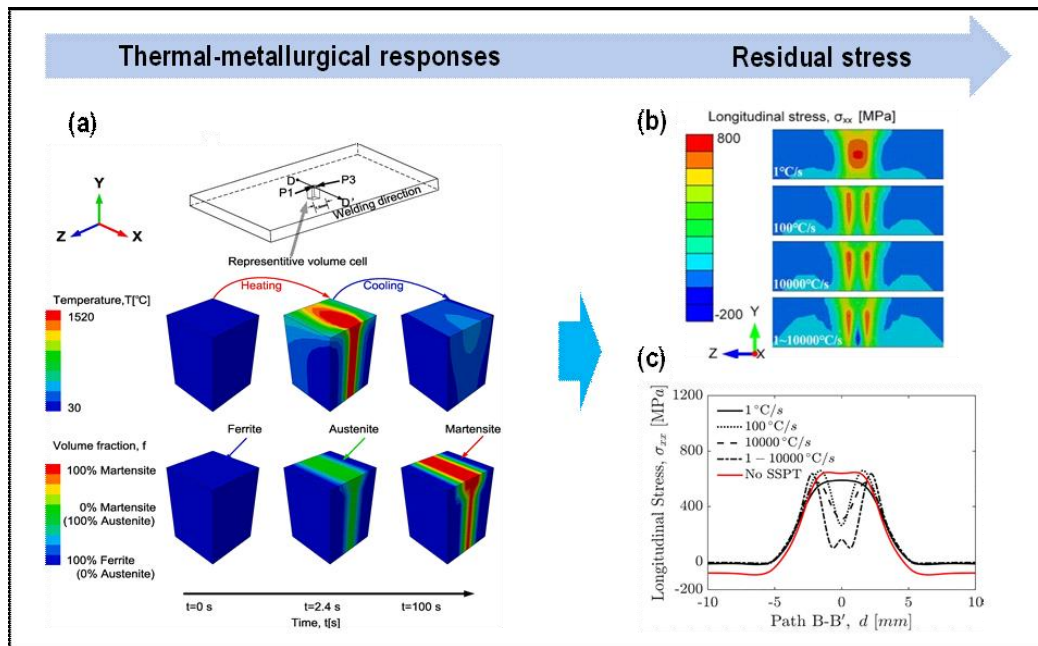 Thermal-metallurgical responses
Residual stress
(a)
Y
Z
X
D
P3
P1
D'
Welding direction
Representitive volume cell
Heating
Cooling
Temperature,T[°C]
1520
30
Ferrite
Austenite
Martensite
Volume fraction, f
100% Martensite
0% Martensite
(100% Austenite)
100% Ferrite
(0% Austenite)
t=0 s
t=2.4 s
t=100 s
Time, t[s]
(b)
Longitudinal stress, σxx [MPa]
800
-200
1°C/s
100°C/s
10000°C/s
1~10000°C/s
Y
Z
X
(c)
Longitudinal Stress, σxx [MPa]
1200
800
400
0
-200
1 °C/s
100 °C/s
10000 °C/s
1 − 10000 °C/s
No SSPT
-10
-5
0
5
10
Path B-B′, d [mm]